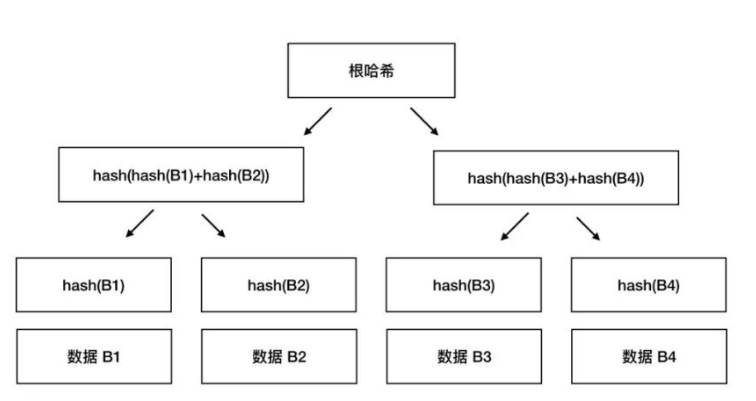 根哈希
hash(hash(B1)+hash(B2))
hash(hash(B3)+hash(B4))
hash(B1)
hash(B2)
hash(B3)
hash(B4)
数据 B1
数据 B2
数据 B3
数据 B4